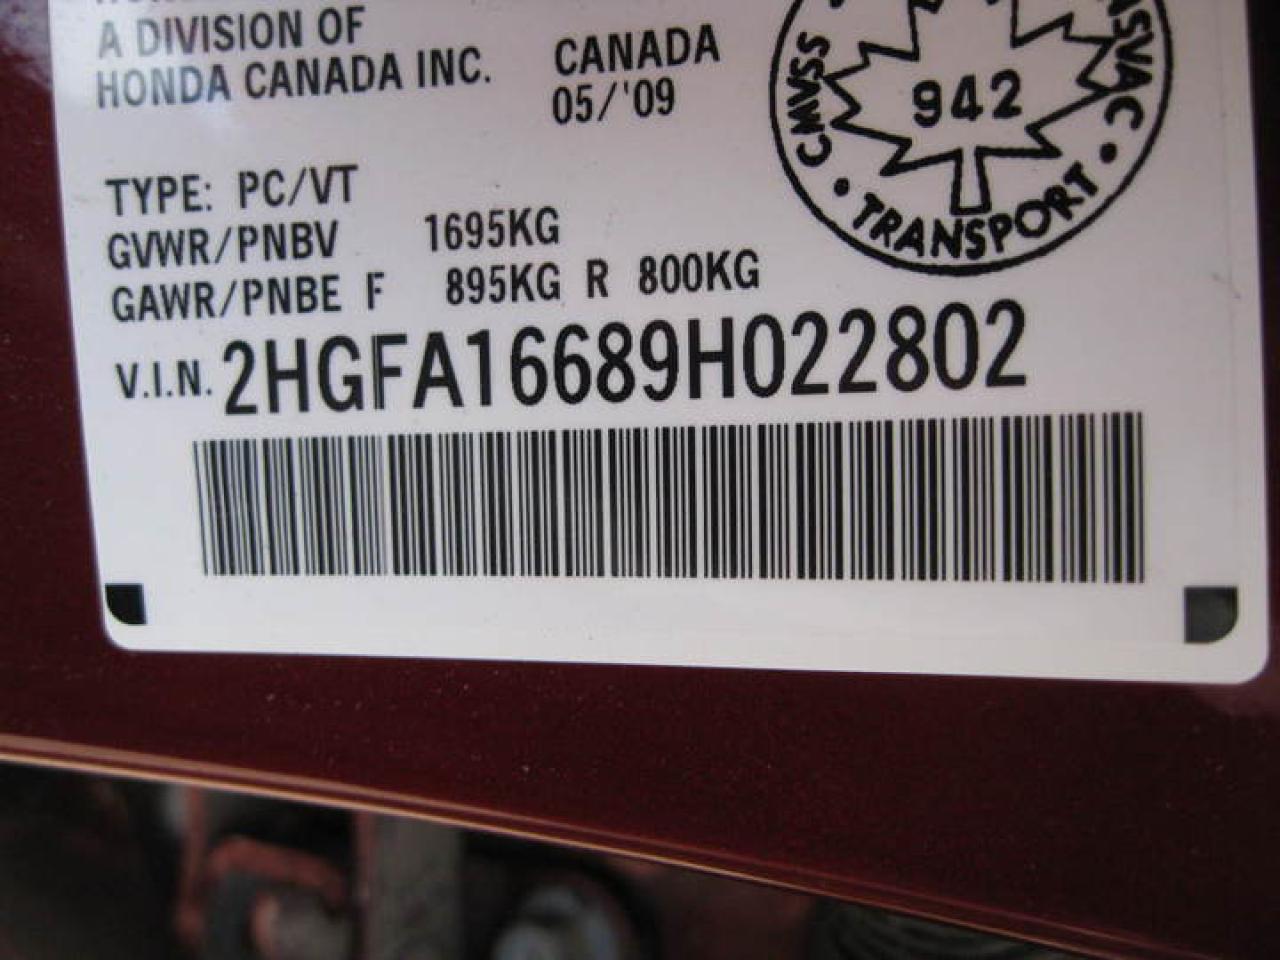 A DIVISION OF
HONDA CANADA INC.
CANADA
05/'09
CMVSS
NSVAC
942
TRANSPORT
TYPE: PC/VT
GVWR/PNBV 1695KG
GAWR/PNBE F 895KG R 800KG
V.I.N. 2HGFA16689H022802